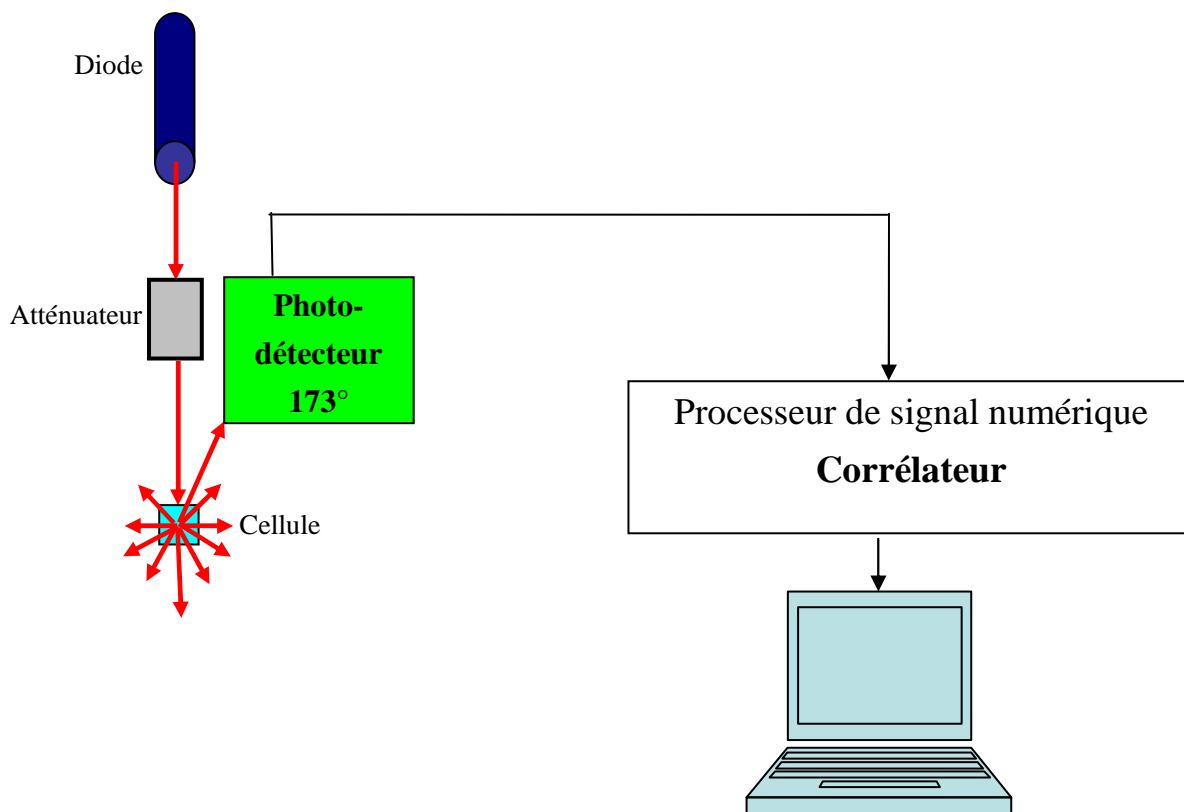 Diode
Atténuateur
Photo-
détecteur
173°
Cellule
Processeur de signal numérique
Corrélateur